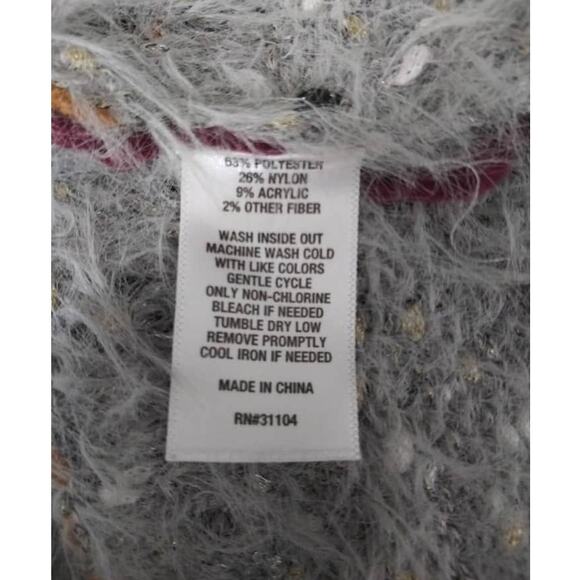 63% POLYESTER
26% NYLON
9% ACRYLIC
2% OTHER FIBER
WASH INSIDE OUT
MACHINE WASH COLD
WITH LIKE COLORS
GENTLE CYCLE
ONLY NON-CHLORINE
BLEACH IF NEEDED
TUMBLE DRY LOW
REMOVE PROMPTLY
COOL IRON IF NEEDED
MADE IN CHINA
RN#31104